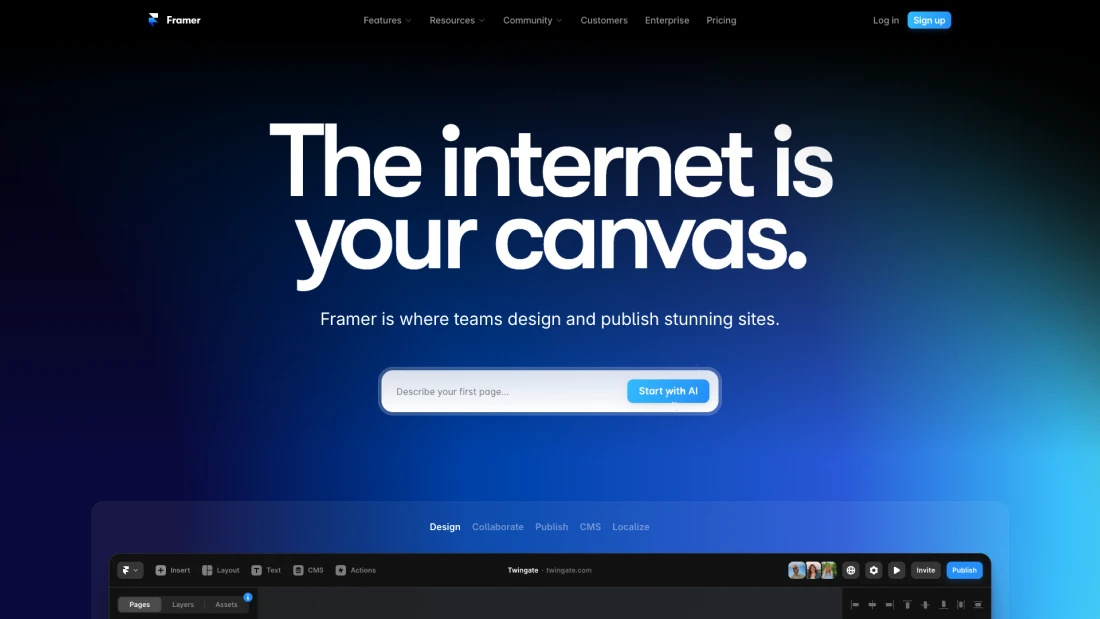 Framer Features Resources Community Customers Enterprise Pricing Log in Sign up
The internet is
your canvas.
Framer is where teams design and publish stunning sites.
Describe your first page... Start with AI
Design Collaborate Publish CMS Localize
Insert Layout Text CMS Actions Twingate · twingate.com Invite Publish
Pages Layers Assets